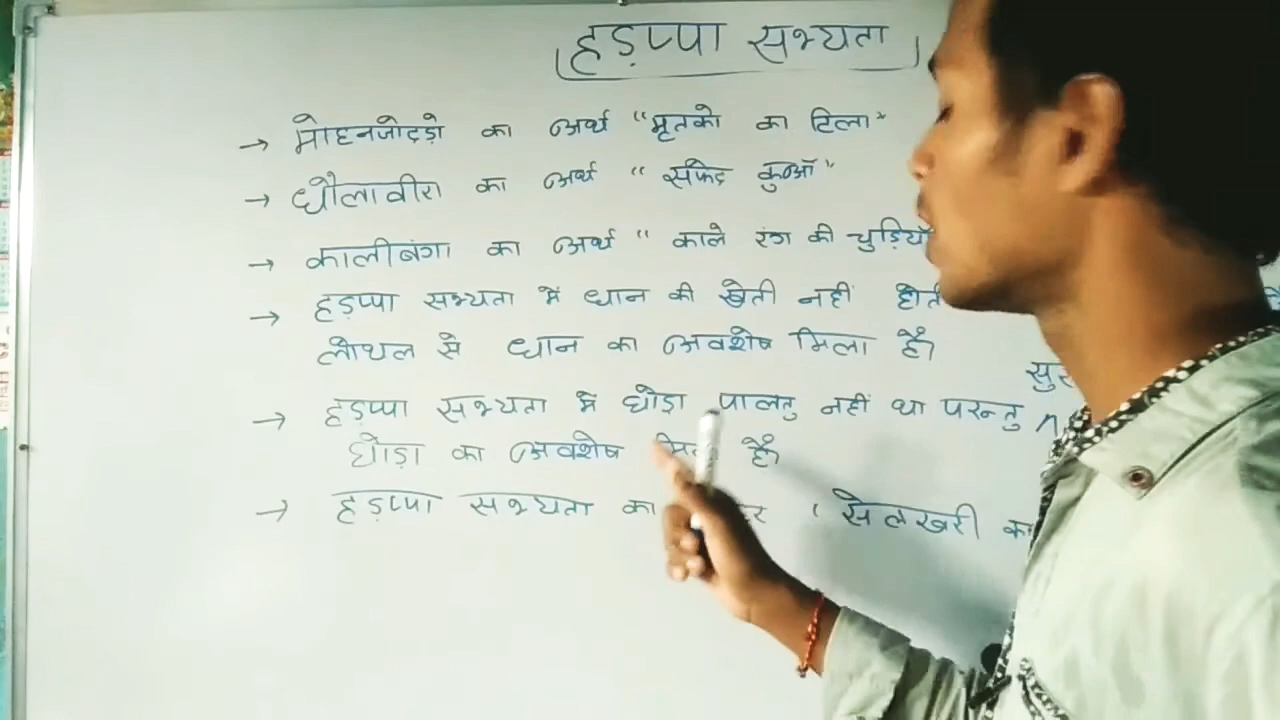 हड़प्पा सभ्यता
→ मोहनजोदड़ो का अर्थ "मृतको का टिला"
→ धौलावीरा का अर्थ "सफेद कुआँ"
→ कालीबंगा का अर्थ " काले रंग की चुड़ियाँ
→ हड़प्पा सभ्यता में धान की खेती नहीं होती
लोथल से धान का अवशेष मिला है।
→ हड़प्पा सभ्यता में घोड़ा पालतु नहीं था परन्तु
घोड़ा का अवशेष है।
→ हड़प्पा सभ्यता का सेलखरी का